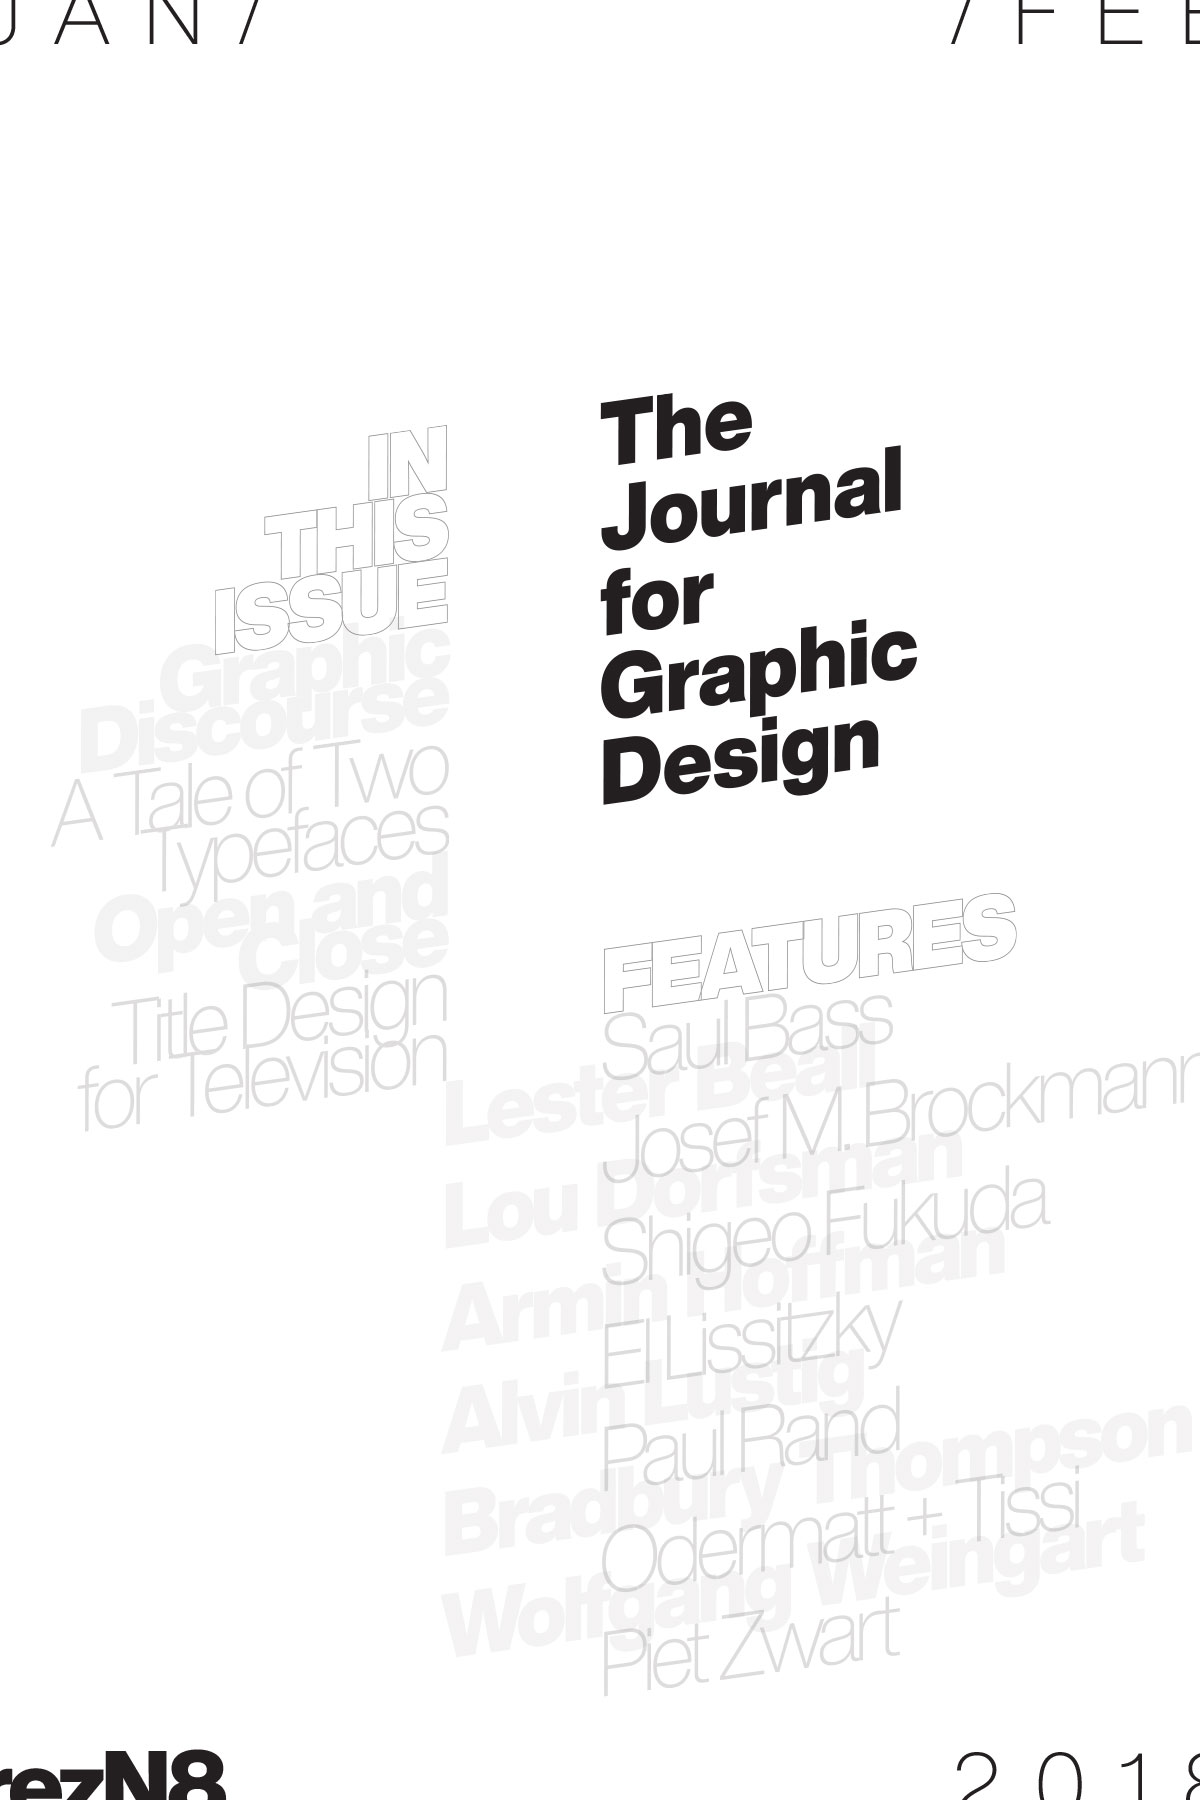 JAN/
/FEE
IN
THIS
ISSUE
Graphic
Discourse
A Tale of Two
Typefaces
Open and
Close
Title Design
for Television
The
Journal
for
Graphic
Design
FEATURES
Saul Bass
Lester Beall
Josef M. Brockmann
Lou Dorfsman
Shigeo Fukuda
Armin Hoffman
El Lissitzky
Alvin Lustig
Paul Rand
Bradbury Thompson
Odermatt + Tissi
Wolfgang Weingart
Piet Zwart
rezN8
2018